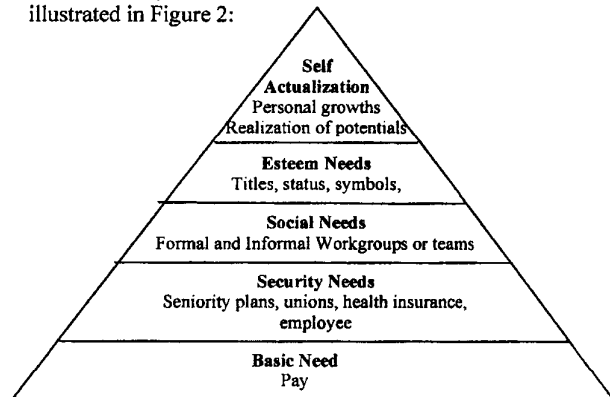 illustrated in Figure 2:
Self
Actualization
Personal growths
Realization of potentials
Esteem Needs
Titles, status, symbols,
Social Needs
Formal and Informal Workgroups or teams
Security Needs
Seniority plans, unions, health insurance,
employee
Basic Need
Pay